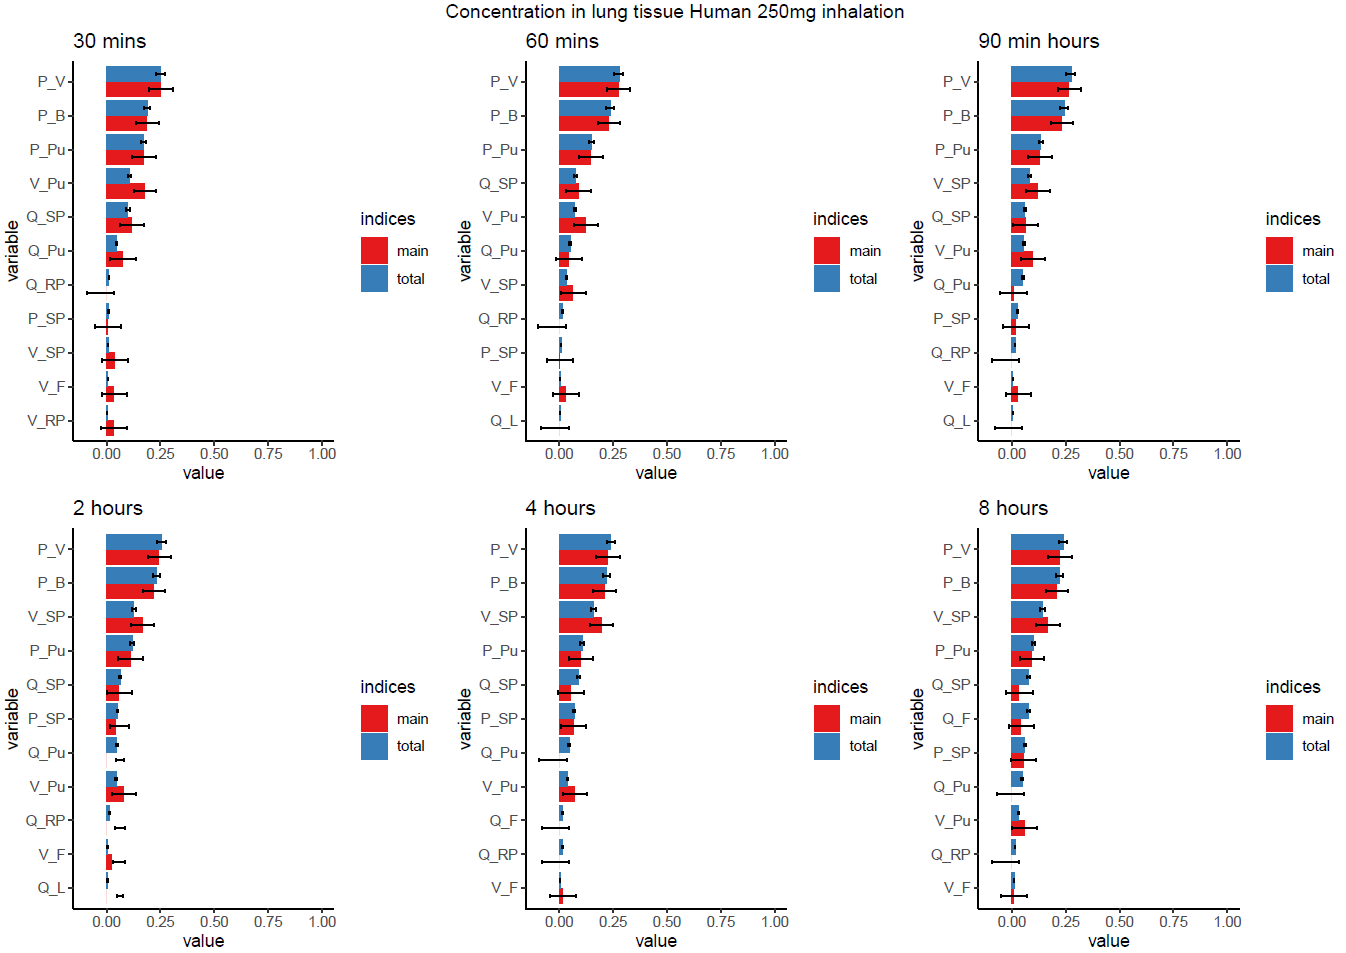 Concentration in lung tissue Human 250mg inhalation
30 mins
variable
P_V
P_B
P_Pu
V_Pu
Q_SP
Q_Pu
Q_RP
P_SP
V_SP
V_F
V_RP
0.00 0.25 0.50 0.75 1.00
value
indices
main
total
60 mins
variable
P_V
P_B
P_Pu
Q_SP
V_Pu
Q_Pu
V_SP
Q_RP
P_SP
V_F
Q_L
0.00 0.25 0.50 0.75 1.00
value
indices
main
total
90 min hours
variable
P_V
P_B
P_Pu
V_SP
Q_SP
V_Pu
Q_Pu
P_SP
Q_RP
V_F
Q_L
0.00 0.25 0.50 0.75 1.00
value
indices
main
total
2 hours
variable
P_V
P_B
V_SP
P_Pu
Q_SP
P_SP
Q_Pu
V_Pu
Q_RP
V_F
Q_L
0.00 0.25 0.50 0.75 1.00
value
indices
main
total
4 hours
variable
P_V
P_B
V_SP
P_Pu
Q_SP
P_SP
Q_Pu
V_Pu
Q_F
Q_RP
V_F
0.00 0.25 0.50 0.75 1.00
value
indices
main
total
8 hours
variable
P_V
P_B
V_SP
P_Pu
Q_SP
Q_F
P_SP
Q_Pu
V_Pu
Q_RP
V_F
0.00 0.25 0.50 0.75 1.00
value
indices
main
total